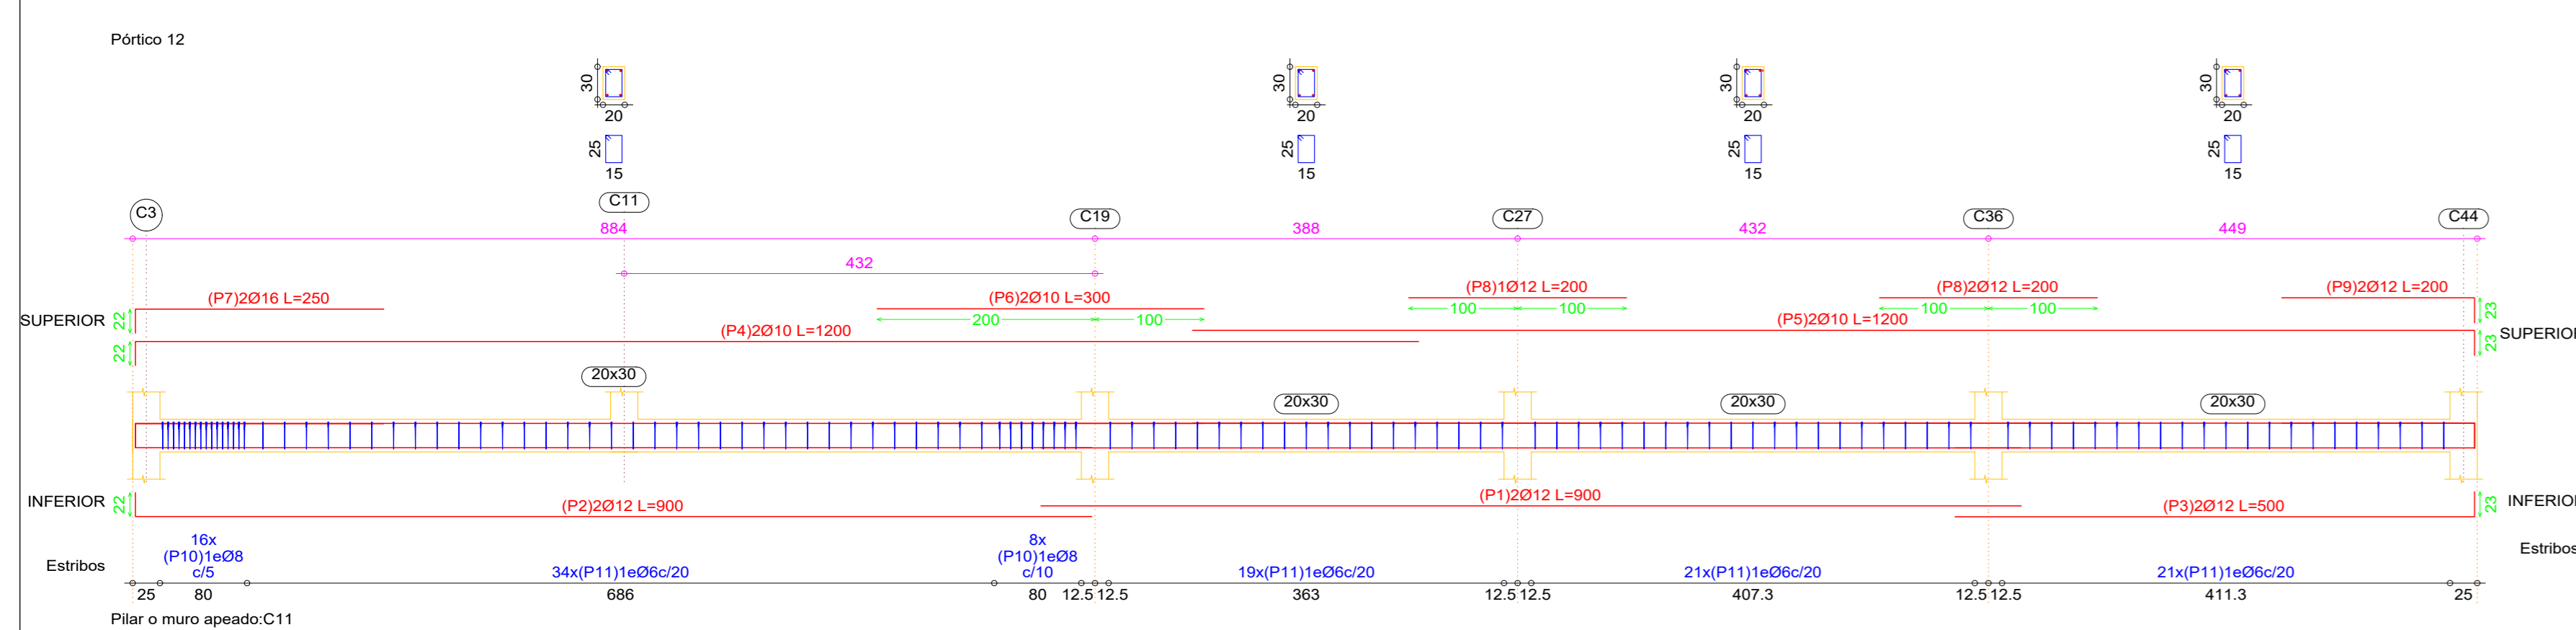 Pórtico 12
30 30 30 30
20 20 20 20
25 25 25 25
15 15 15 15
C3 C11 C19 C27 C36 C44
884 388 432 449
432
(P7)2Ø16 L=250 (P6)2Ø10 L=300 (P8)1Ø12 L=200 (P8)2Ø12 L=200 (P9)2Ø12 L=200
SUPERIOR 22 200 100 100 100 100 100 23
(P4)2Ø10 L=1200 (P5)2Ø10 L=1200 SUPERIOR
22 23
20x30
20x30 20x30 20x30
INFERIOR 22 (P2)2Ø12 L=900 (P1)2Ø12 L=900 (P3)2Ø12 L=500 23 INFERIOR
16x 8x
(P10)1eØ8 (P10)1eØ8 Estribos
Estribos c/5 34x(P11)1eØ6c/20 c/10 19x(P11)1eØ6c/20 21x(P11)1eØ6c/20 21x(P11)1eØ6c/20
25 80 686 80 12.5 12.5 363 12.5 12.5 407.3 12.5 12.5 411.3 25
Pilar o muro apeado:C11